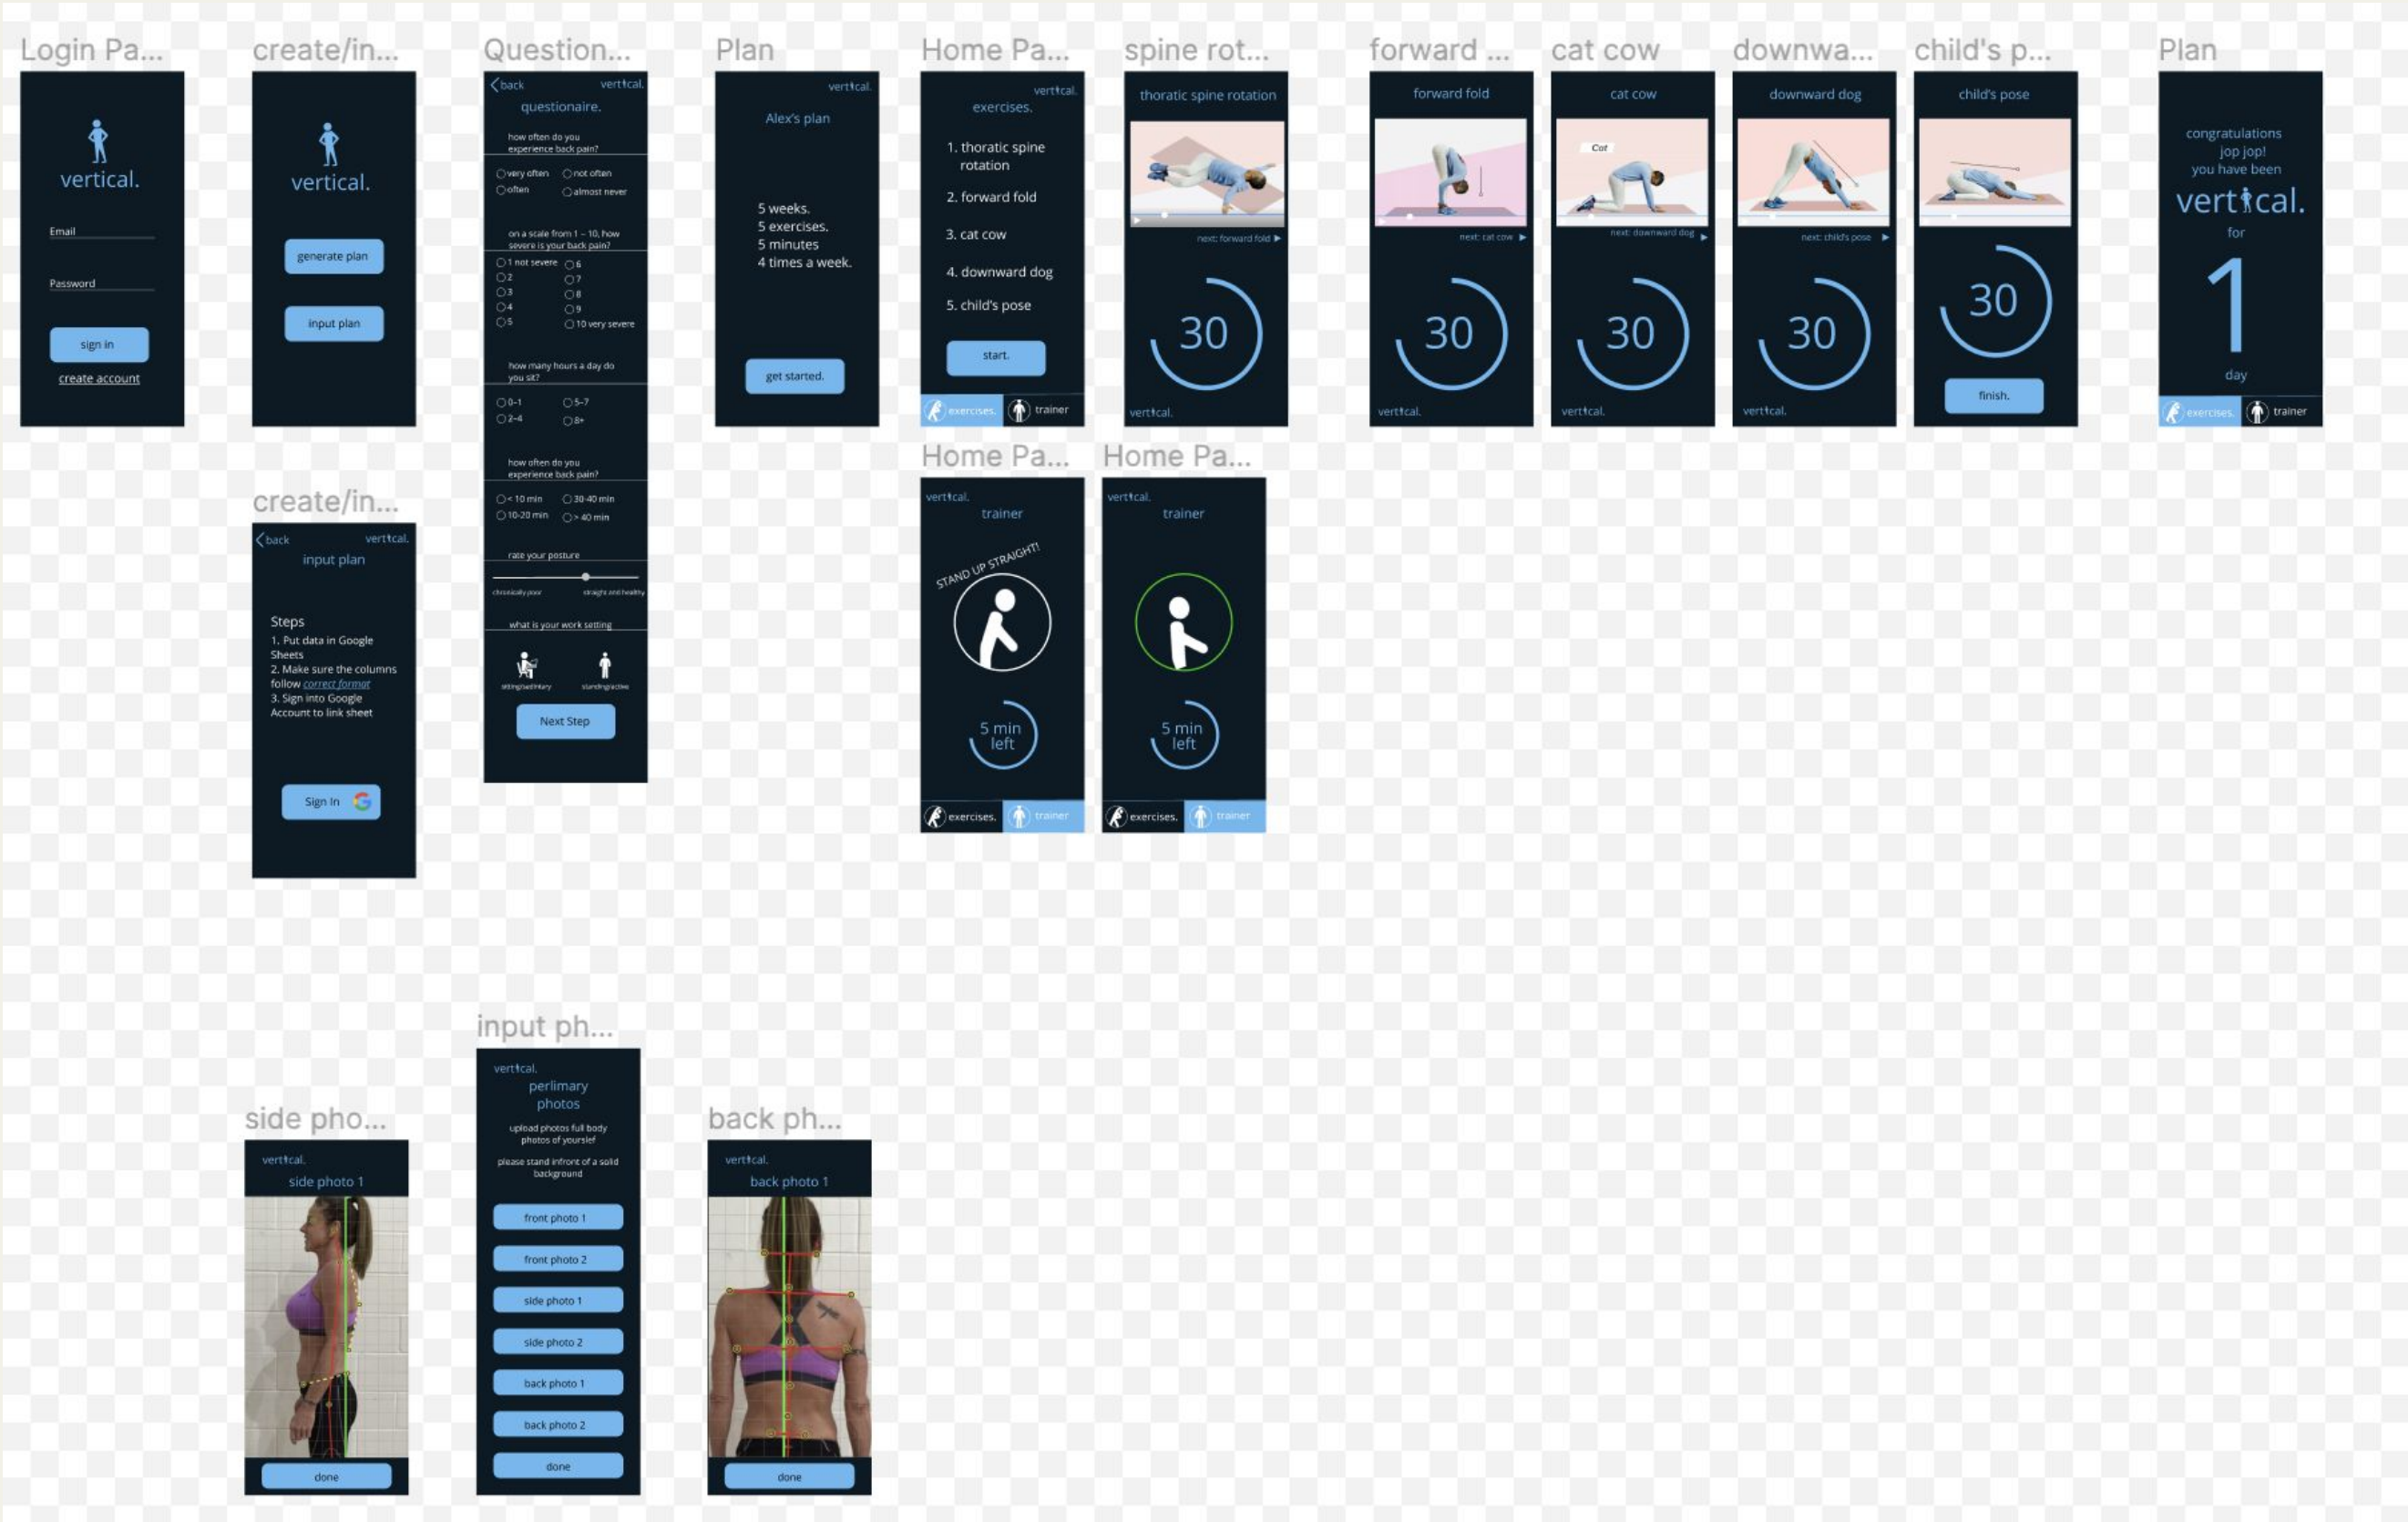 Login Pa...
vertical.
Email
Password
sign in
create account
create/in...
vertical.
generate plan
input plan
Question...
back
vertical.
questionaire.
how often do you
experience back pain?
very often
not often
often
almost never
on a scale from 1 – 10, how
severe is your back pain?
1 not severe
6
2
7
3
8
4
9
5
10 very severe
how many hours a day do
you sit?
0-1
5-7
2-4
8+
how often do you
experience back pain?
< 10 min
30-40 min
10-20 min
> 40 min
rate your posture
chronically poor
straight and healthy
what is your work setting
sitting/sedintary
standing/active
Next Step
Plan
vertical.
Alex's plan
5 weeks.
5 exercises.
5 minutes
4 times a week.
get started.
Home Pa...
vertical.
exercises.
1. thoratic spine
rotation
2. forward fold
3. cat cow
4. downward dog
5. child's pose
start.
exercises.
trainer
spine rot...
thoratic spine rotation
next: forward fold
30
vertical.
forward ...
forward fold
next: cat cow
30
vertical.
cat cow
cat cow
Cat
next: downward dog
30
vertical.
downwa...
downward dog
next: child's pose
30
vertical.
child's p...
child's pose
30
finish.
Plan
congratulations
jop jop!
you have been
vertical.
for
1
day
exercises.
trainer
create/in...
back
vertical.
input plan
Steps
1. Put data in Google
Sheets
2. Make sure the columns
follow correct format
3. Sign into Google
Account to link sheet
Sign In
Home Pa...
vertical.
trainer
STAND UP STRAIGHT!
5 min
left
exercises.
trainer
Home Pa...
vertical.
trainer
5 min
left
exercises.
trainer
side pho...
vertical.
side photo 1
done
input ph...
vertical.
perlimary
photos
upload photos full body
photos of yourslef
please stand infront of a solid
background
front photo 1
front photo 2
side photo 1
side photo 2
back photo 1
back photo 2
done
back ph...
vertical.
back photo 1
done